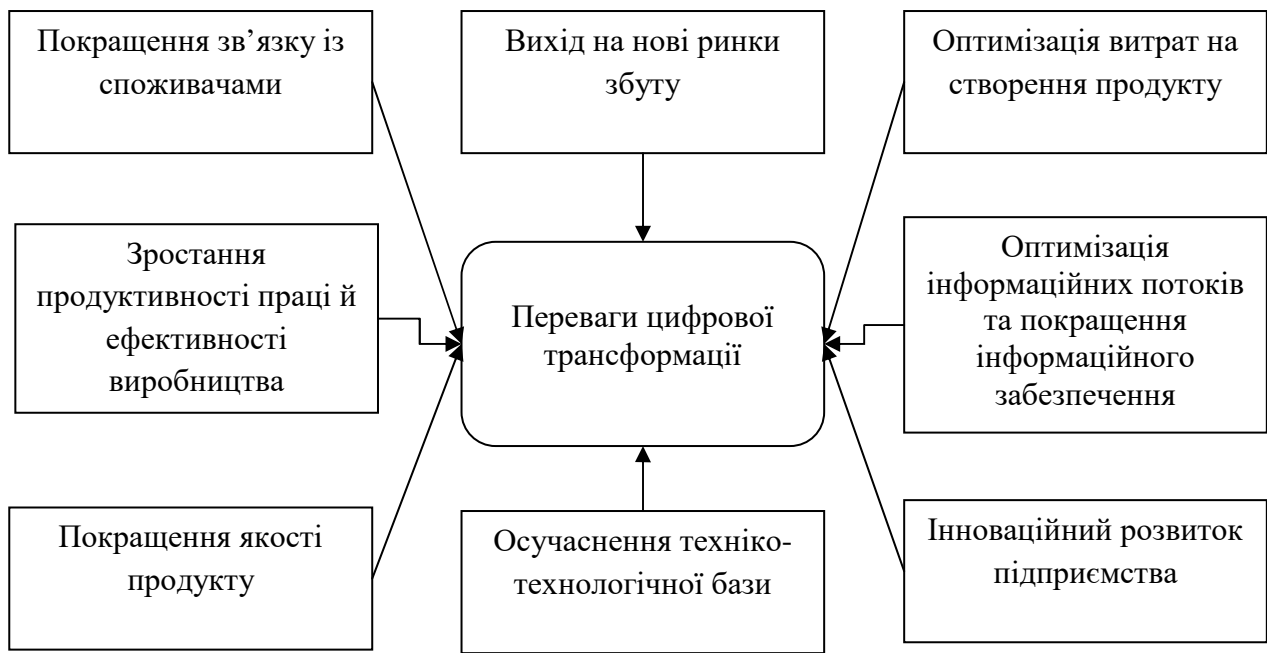 Покращення зв’язку із
споживачами
Вихід на нові ринки
збуту
Оптимізація витрат на
створення продукту
Зростання
продуктивності праці й
ефективності
виробництва
Переваги цифрової
трансформації
Оптимізація
інформаційних потоків
та покращення
інформаційного
забезпечення
Покращення якості
продукту
Осучаснення техніко-
технологічної бази
Інноваційний розвиток
підприємства